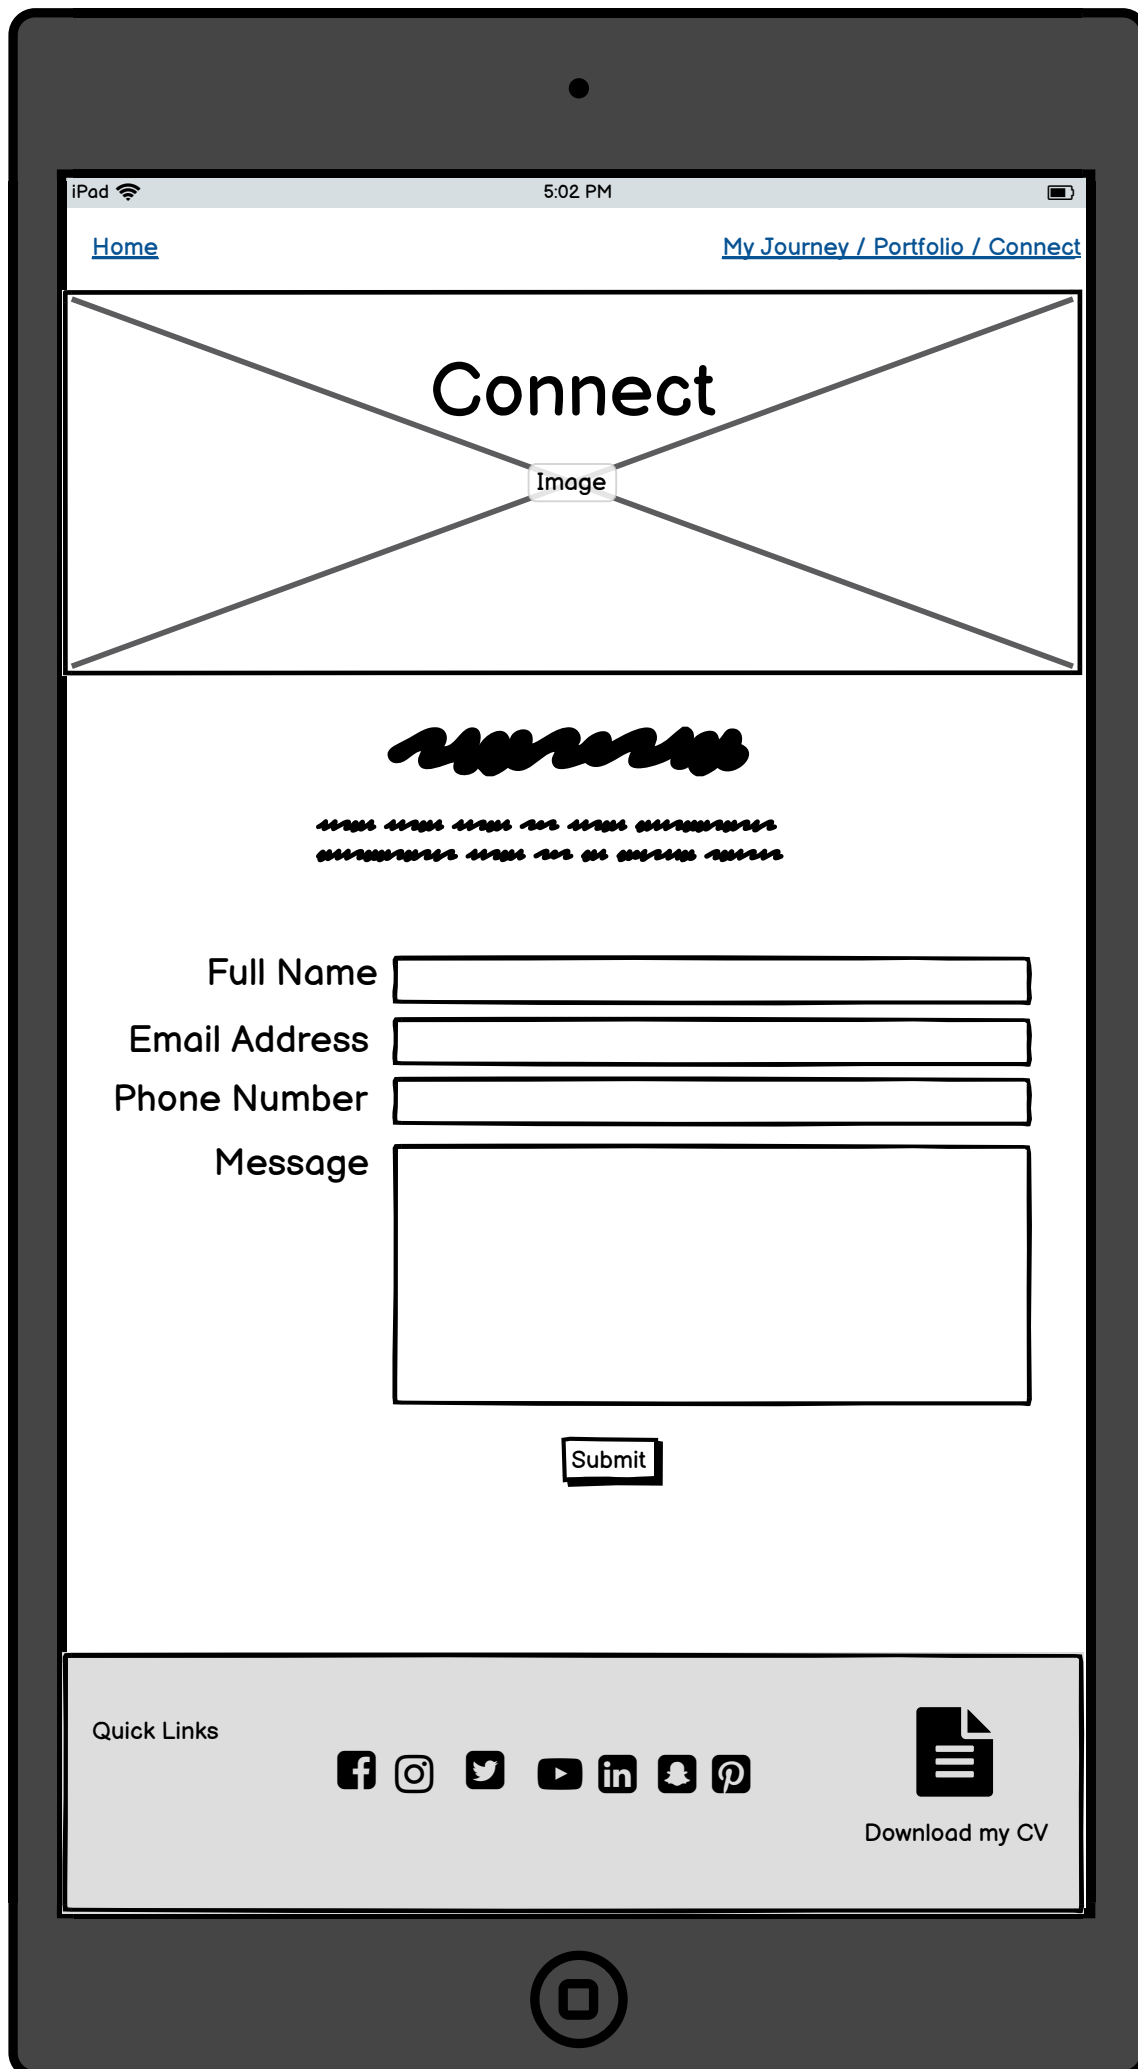 iPad 5:02 PM
Home My Journey / Portfolio / Connect
Connect
Image
Full Name
Email Address
Phone Number
Message
Submit
Quick Links
Download my CV